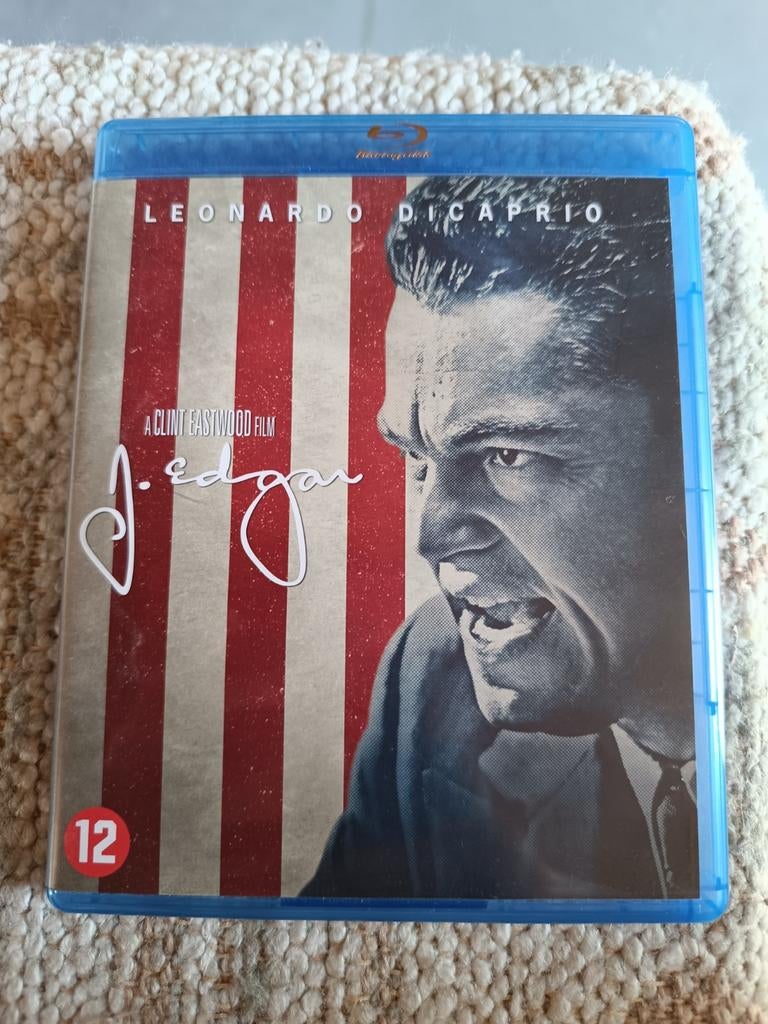 LEONARDO DICAPRIO
A CLINT EASTWOOD FILM
J. Edgar
12